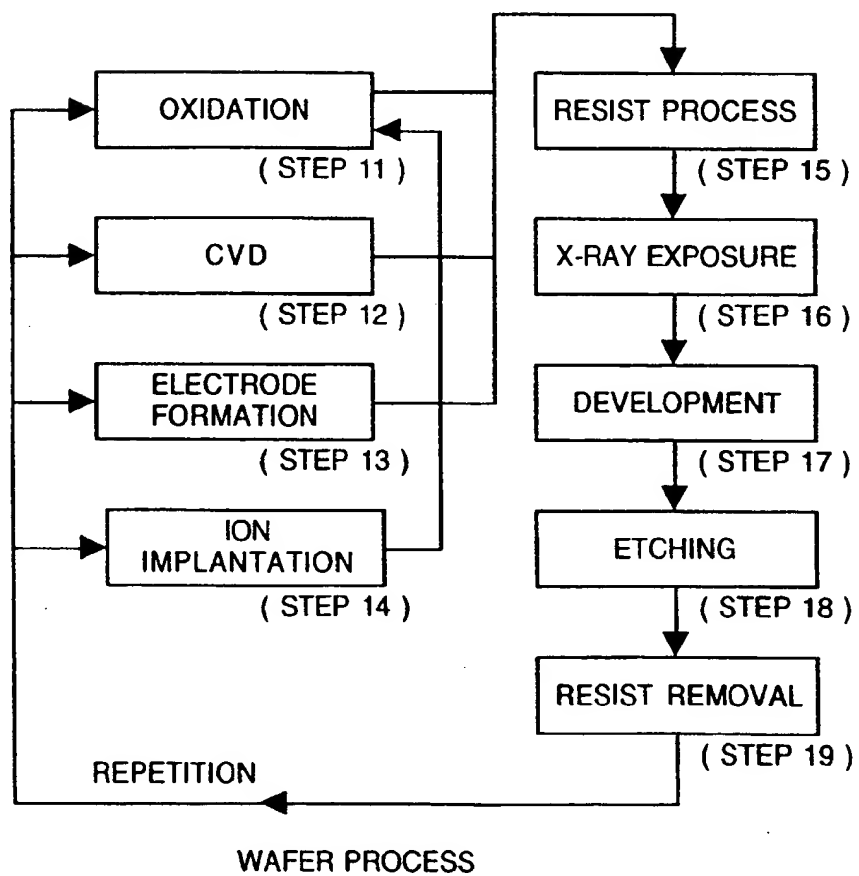 OXIDATION
( STEP 11 )
CVD
( STEP 12 )
ELECTRODE
FORMATION
( STEP 13 )
ION
IMPLANTATION
( STEP 14 )
RESIST PROCESS
( STEP 15 )
X-RAY EXPOSURE
( STEP 16 )
DEVELOPMENT
( STEP 17 )
ETCHING
( STEP 18 )
RESIST REMOVAL
( STEP 19 )
REPETITION
WAFER PROCESS